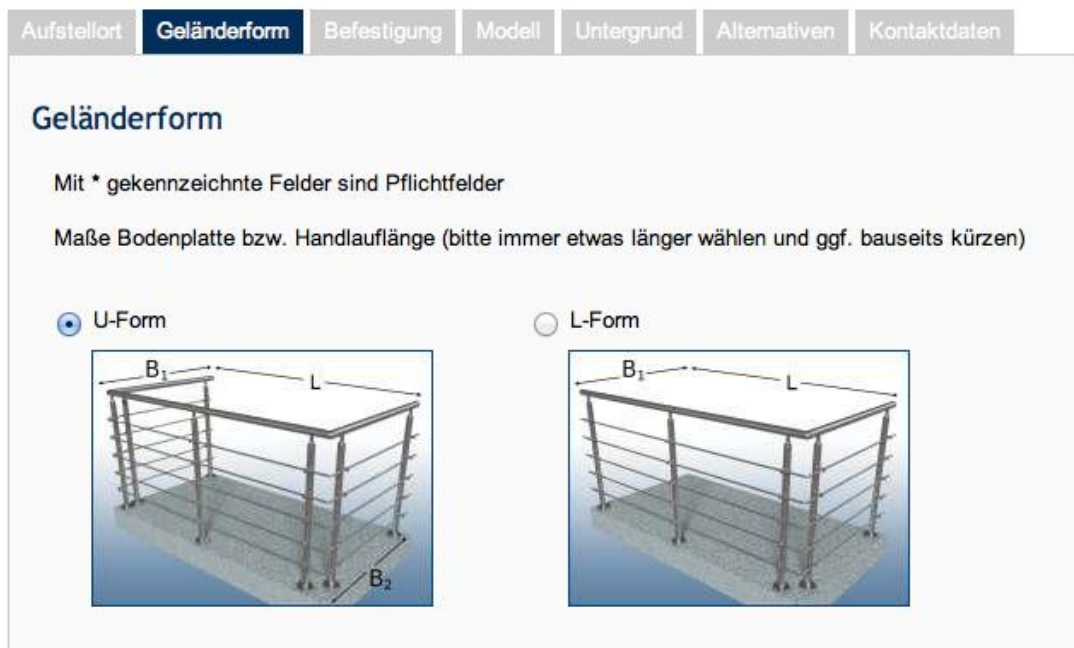 Aufstellort Geländerform Befestigung Modell Untergrund Alternativen Kontaktdaten
Geländerform
Mit * gekennzeichnte Felder sind Pflichtfelder
Maße Bodenplatte bzw. Handlauflänge (bitte immer etwas länger wählen und ggf. bauseits kürzen)
U-Form L-Form
B₁ L B₁ L
B₂